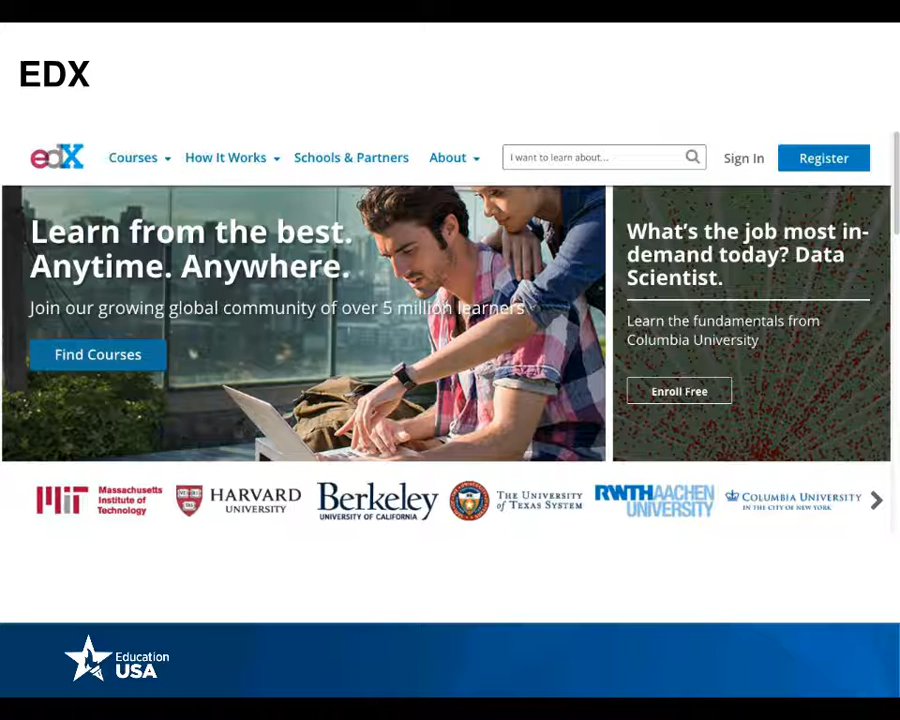 EDX
edX
Courses
How It Works
Schools & Partners
About
I want to learn about...
Sign In
Register
Learn from the best.
Anytime. Anywhere.
Join our growing global community of over 5 million learners
Find Courses
What's the job most in-
demand today? Data
Scientist.
Learn the fundamentals from
Columbia University
Enroll Free
MIT
Massachusetts
Institute of
Technology
HARVARD
UNIVERSITY
Berkeley
UNIVERSITY OF CALIFORNIA
THE UNIVERSITY
OF TEXAS SYSTEM
RWTHAACHEN
UNIVERSITY
COLUMBIA UNIVERSITY
IN THE CITY OF NEW YORK
Education
USA